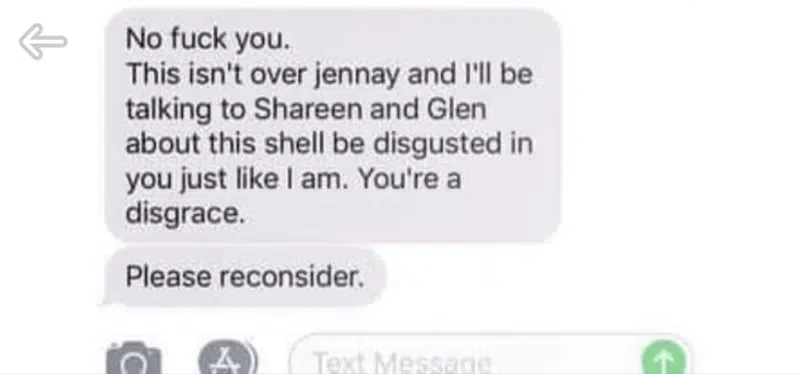 No fuck you.
This isn't over jennay and I'll be
talking to Shareen and Glen
about this shell be disgusted in
you just like I am. You're a
disgrace.
Please reconsider.
Text Message